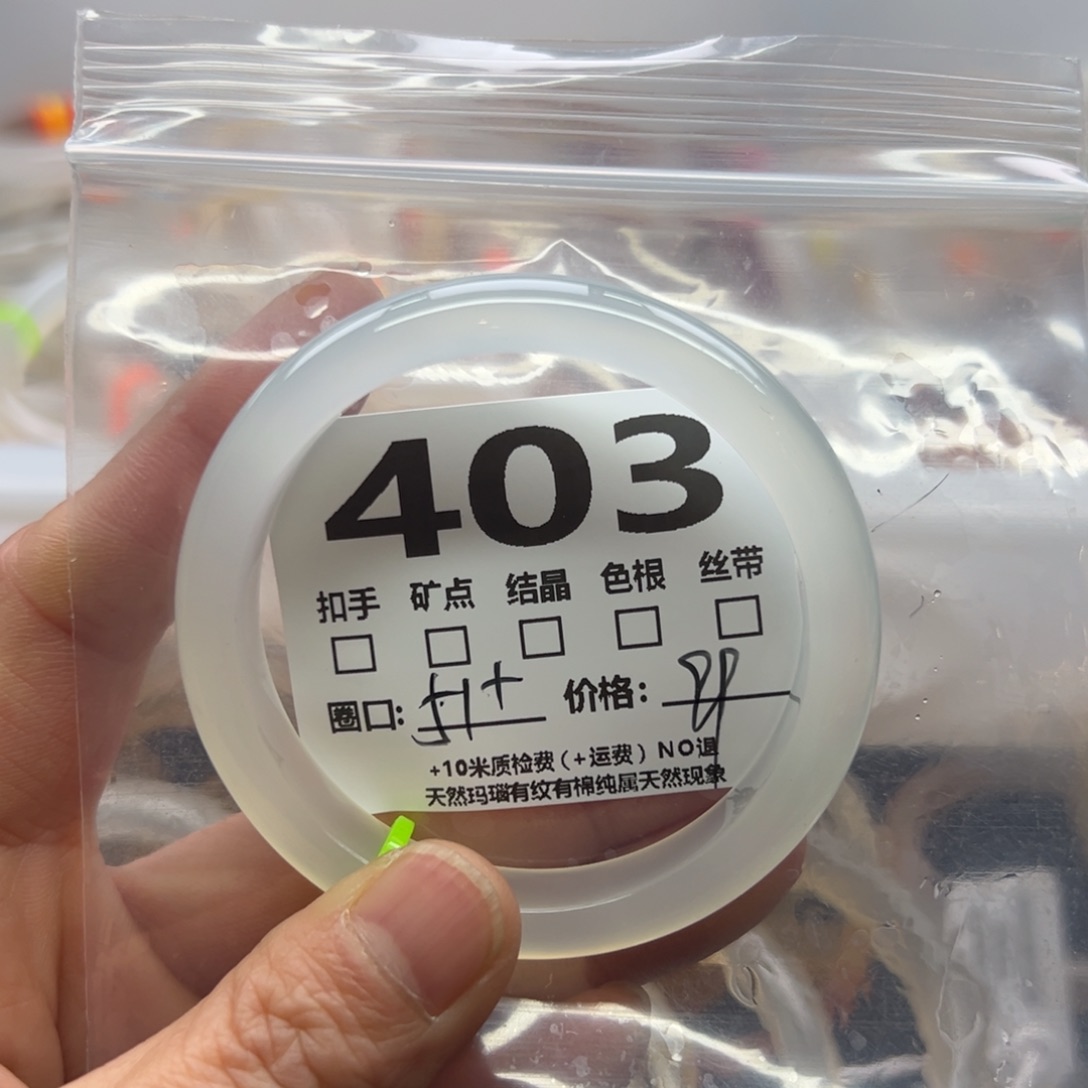 403
扣手 矿点 结晶 色根 丝带
圈口: 价格:
+10米质检费(+运费)NO退
天然玛瑙有纹有棉纯属天然现象